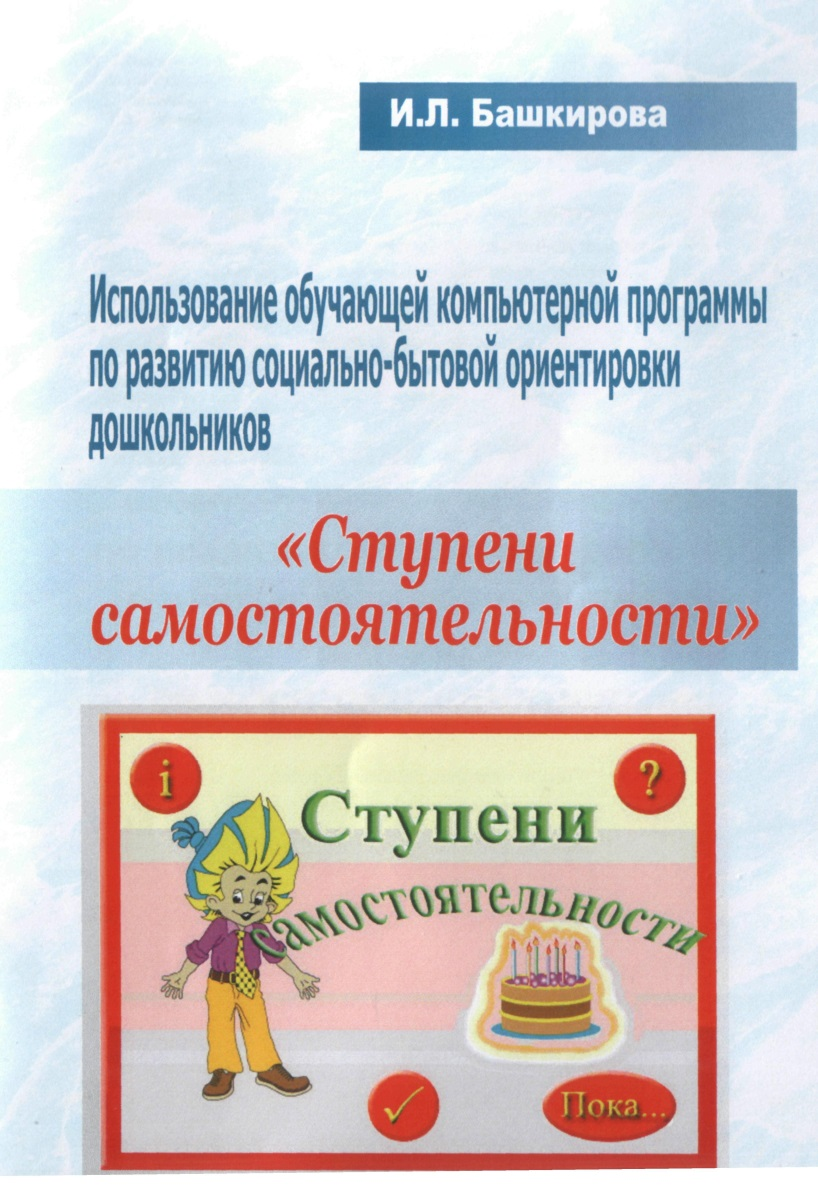 И.Л. Башкирова
Использование обучающей компьютерной программы
по развитию социально-бытовой ориентировки
дошкольников
«Ступени
самостоятельности»
i
?
Ступени
самостоятельности
Пока...